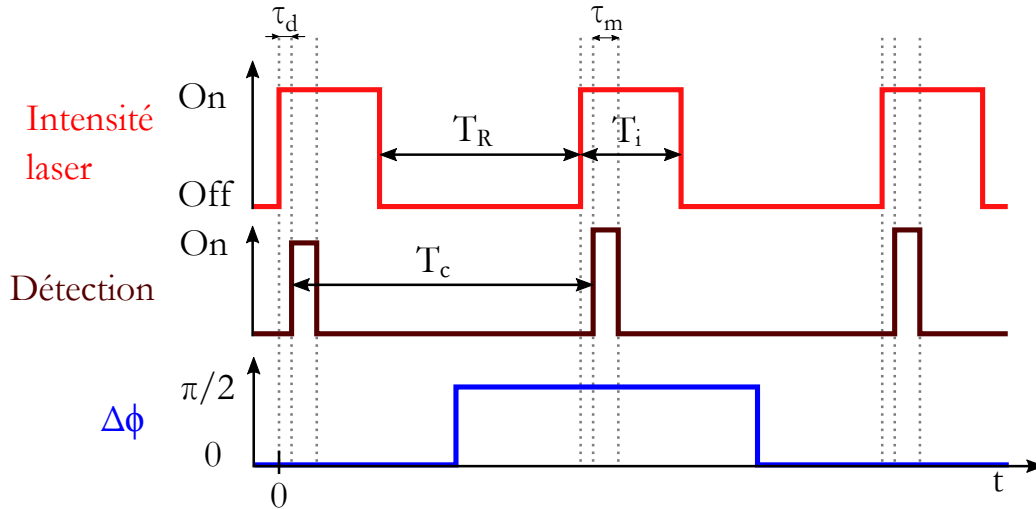 τd
τm
On
Intensité
laser
TR
Ti
Off
On
Tc
Détection
π/2
Δϕ
0
0
t